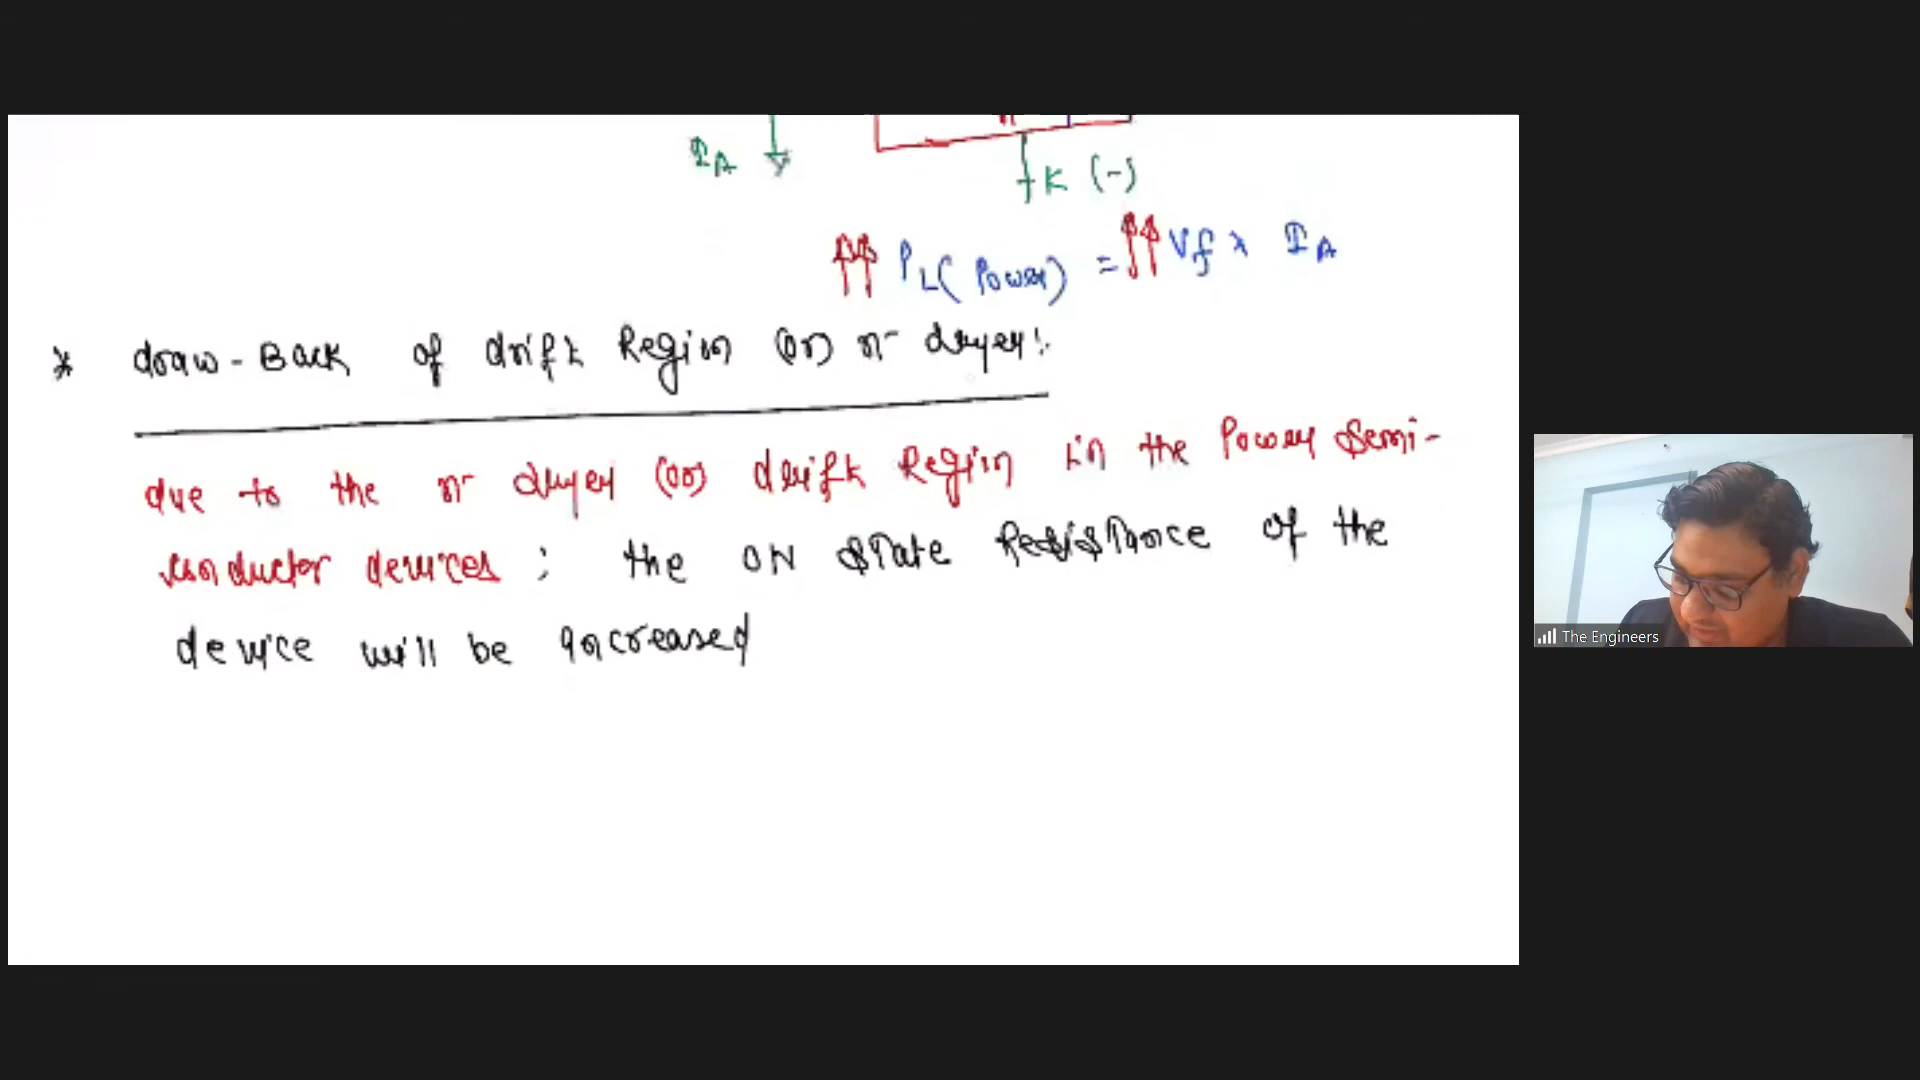 I_A
K (-)
↑↑ P_L( Power) = ↑↑ V_f x I_A
* draw-Back of drift Region (or) n⁻ layer:
due to the n⁻ layer (or) drift Region in the Power Semi-
conductor devices ; the ON State Resistance of the
device will be increased
The Engineers